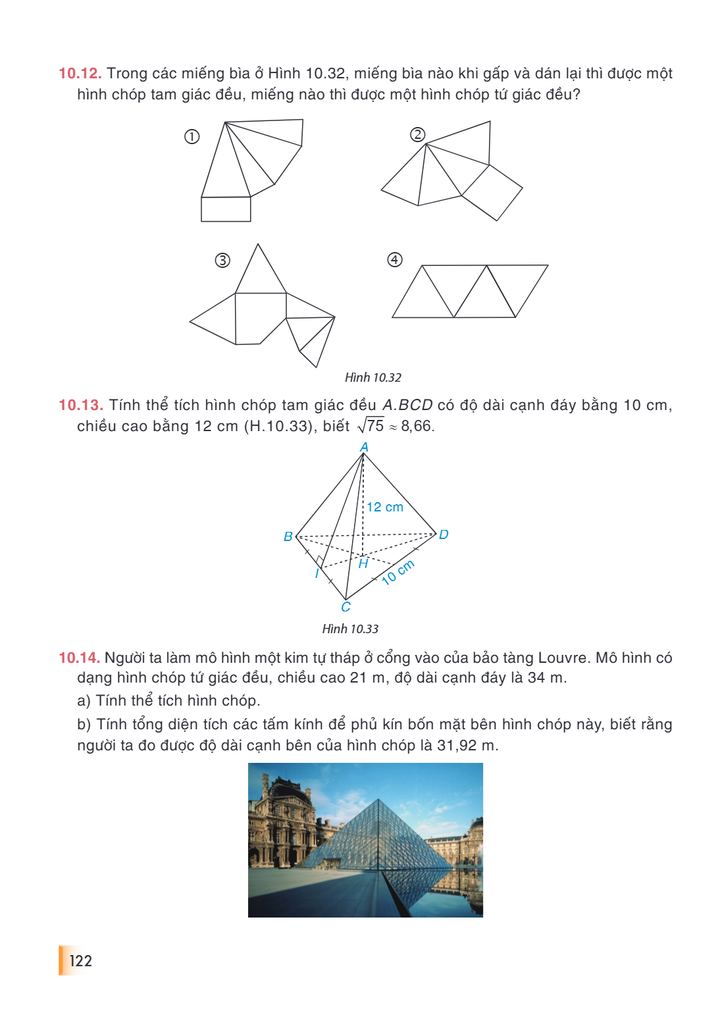 10.12. Trong các miếng bìa ở Hình 10.32, miếng bìa nào khi gấp và dán lại thì được một
hình chóp tam giác đều, miếng nào thì được một hình chóp tứ giác đều?
① ②
③ ④
Hình 10.32
10.13. Tính thể tích hình chóp tam giác đều A.BCD có độ dài cạnh đáy bằng 10 cm,
chiều cao bằng 12 cm (H.10.33), biết √75 ≈ 8,66.
A
12 cm
B D
H
I
10 cm
C
Hình 10.33
10.14. Người ta làm mô hình một kim tự tháp ở cổng vào của bảo tàng Louvre. Mô hình có
dạng hình chóp tứ giác đều, chiều cao 21 m, độ dài cạnh đáy là 34 m.
a) Tính thể tích hình chóp.
b) Tính tổng diện tích các tấm kính để phủ kín bốn mặt bên hình chóp này, biết rằng
người ta đo được độ dài cạnh bên của hình chóp là 31,92 m.
122